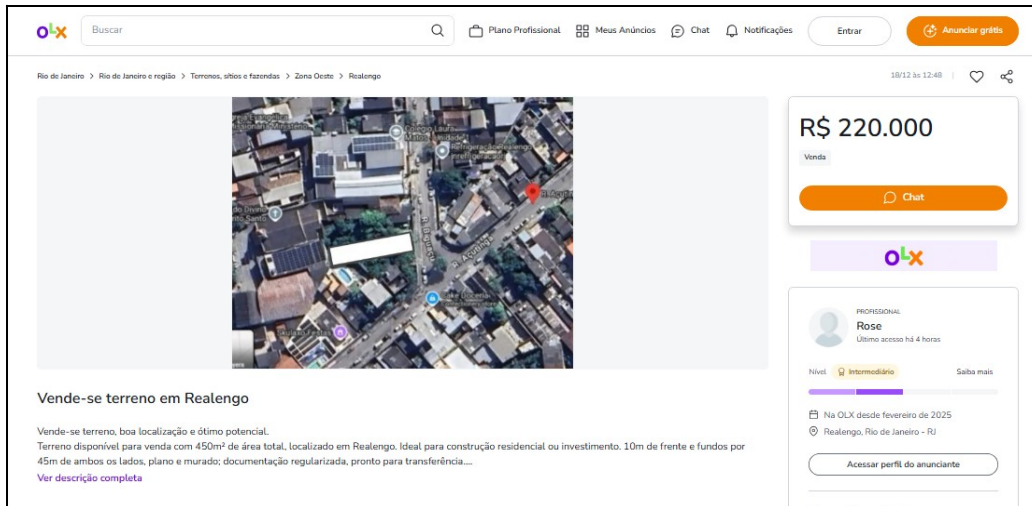 OLX
Buscar
Plano Profissional
Meus Anúncios
Chat
Notificações
Entrar
Anunciar grátis
Rio de Janeiro > Rio de Janeiro e região > Terrenos, sítios e fazendas > Zona Oeste > Realengo
18/12 às 12:48
R$ 220.000
Venda
Chat
Colegio Laura
R. Açutinga
OLX
PROFISSIONAL
Rose
Último acesso há 4 horas
Nível
Intermediário
Saiba mais
Na OLX desde fevereiro de 2025
Realengo, Rio de Janeiro - RJ
Acessar perfil do anunciante
Vende-se terreno em Realengo
Vende-se terreno, boa localização e ótimo potencial.
Terreno disponível para venda com 450m² de área total, localizado em Realengo. Ideal para construção residencial ou investimento. 10m de frente e fundos por
45m de ambos os lados, plano e murado; documentação regularizada, pronto para transferência....
Ver descrição completa